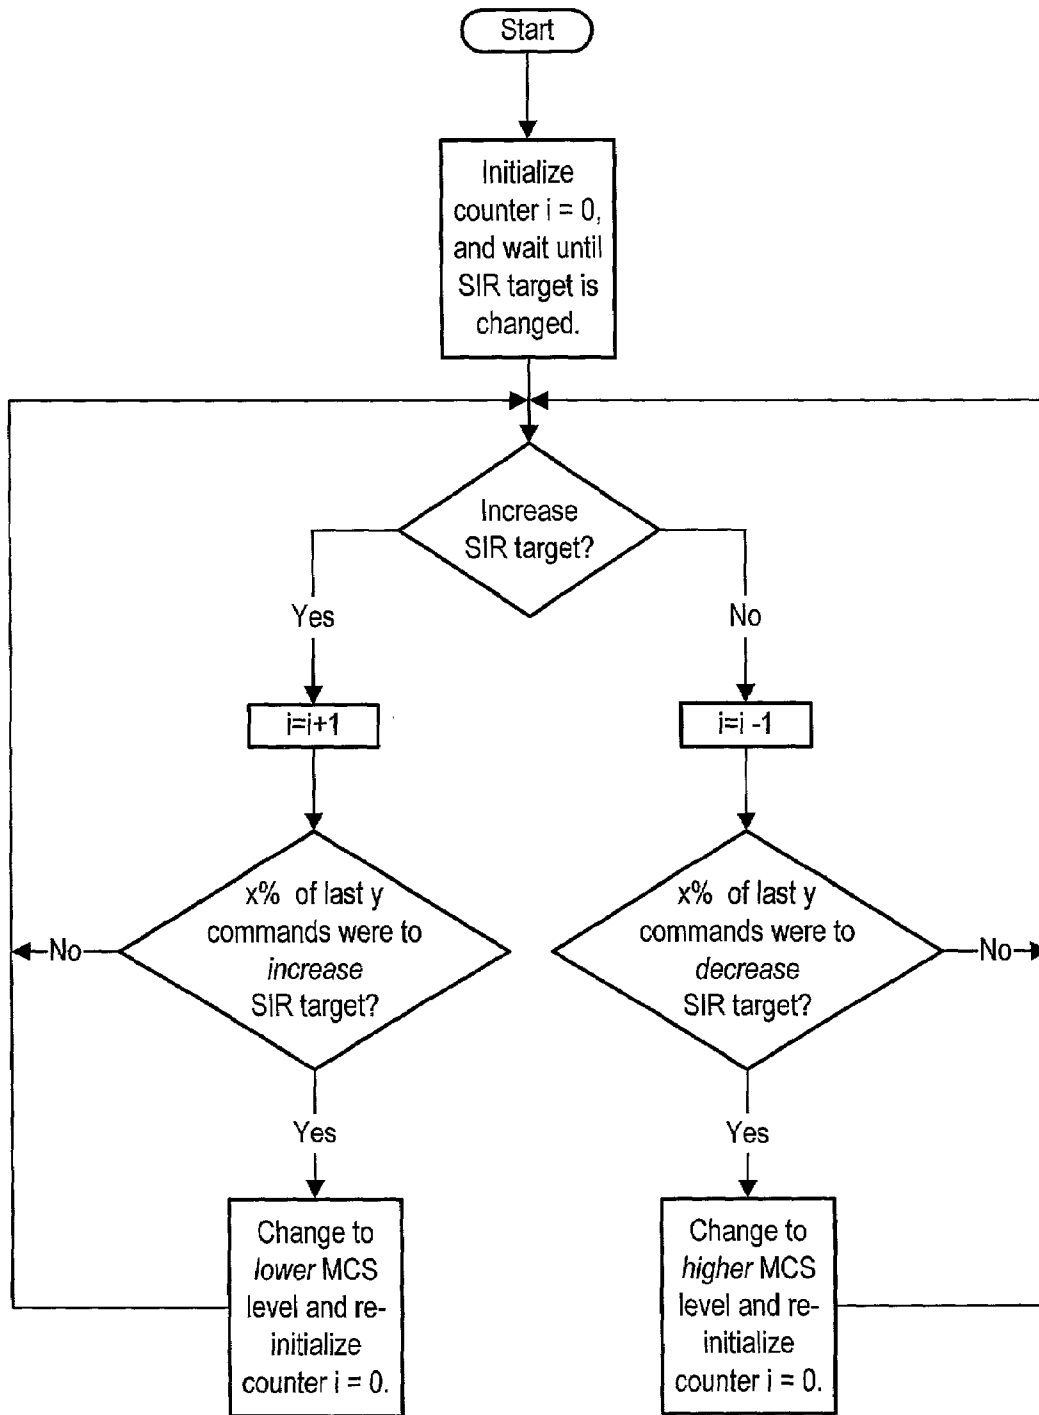 Start
Initialize
counter i = 0,
and wait until
SIR target is
changed.
Increase
SIR target?
Yes
No
i=i+1
i=i -1
x% of last y
commands were to
increase
SIR target?
No
x% of last y
commands were to
decrease
SIR target?
No
Yes
Yes
Change to
lower MCS
level and re-
initialize
counter i = 0.
Change to
higher MCS
level and re-
initialize
counter i = 0.